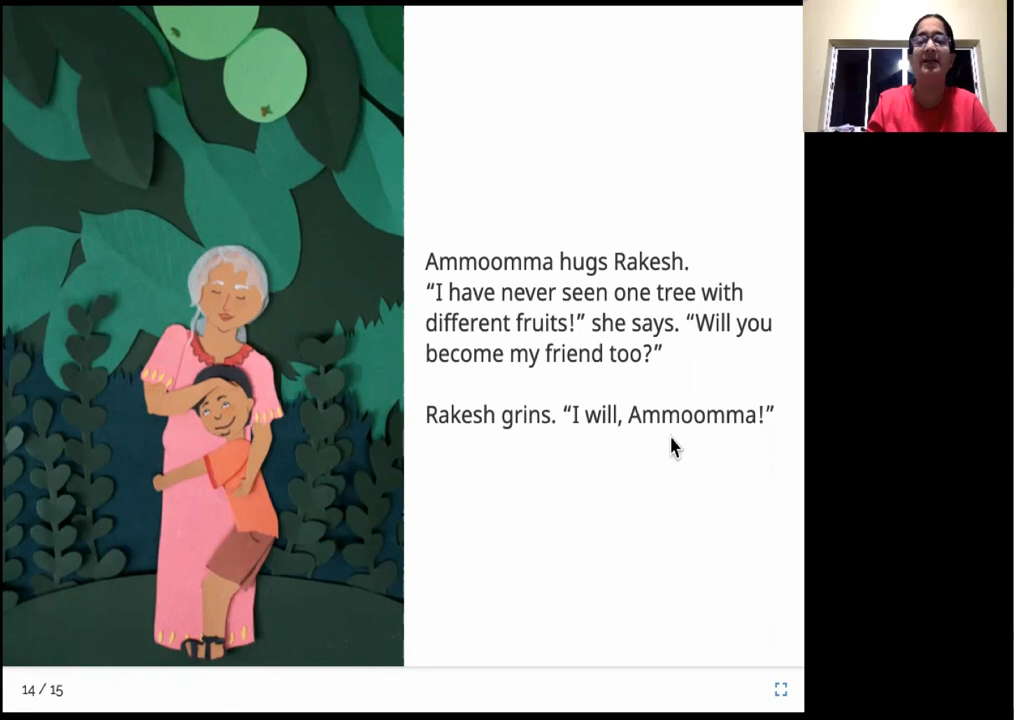 Ammoomma hugs Rakesh.
“I have never seen one tree with
different fruits!” she says. “Will you
become my friend too?”
Rakesh grins. “I will, Ammoomma!”
14 / 15